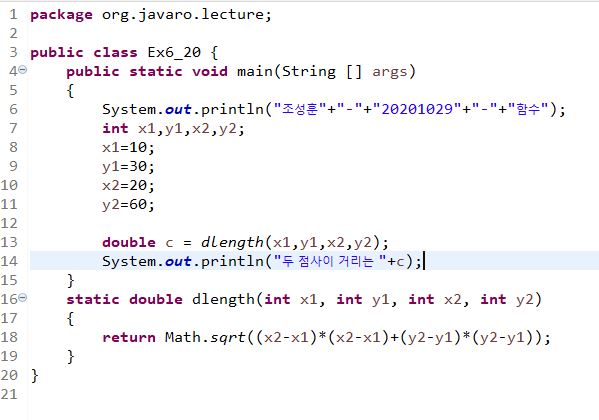 1 package org.javaro.lecture;
2
3 public class Ex6_20 {
4 public static void main(String [] args)
5 {
6 System.out.println("조성훈"+"-"+"20201029"+"-"+"함수");
7 int x1,y1,x2,y2;
8 x1=10;
9 y1=30;
10 x2=20;
11 y2=60;
12
13 double c = dlength(x1,y1,x2,y2);
14 System.out.println("두 점사이 거리는 "+c);
15 }
16 static double dlength(int x1, int y1, int x2, int y2)
17 {
18 return Math.sqrt((x2-x1)*(x2-x1)+(y2-y1)*(y2-y1));
19 }
20 }
21